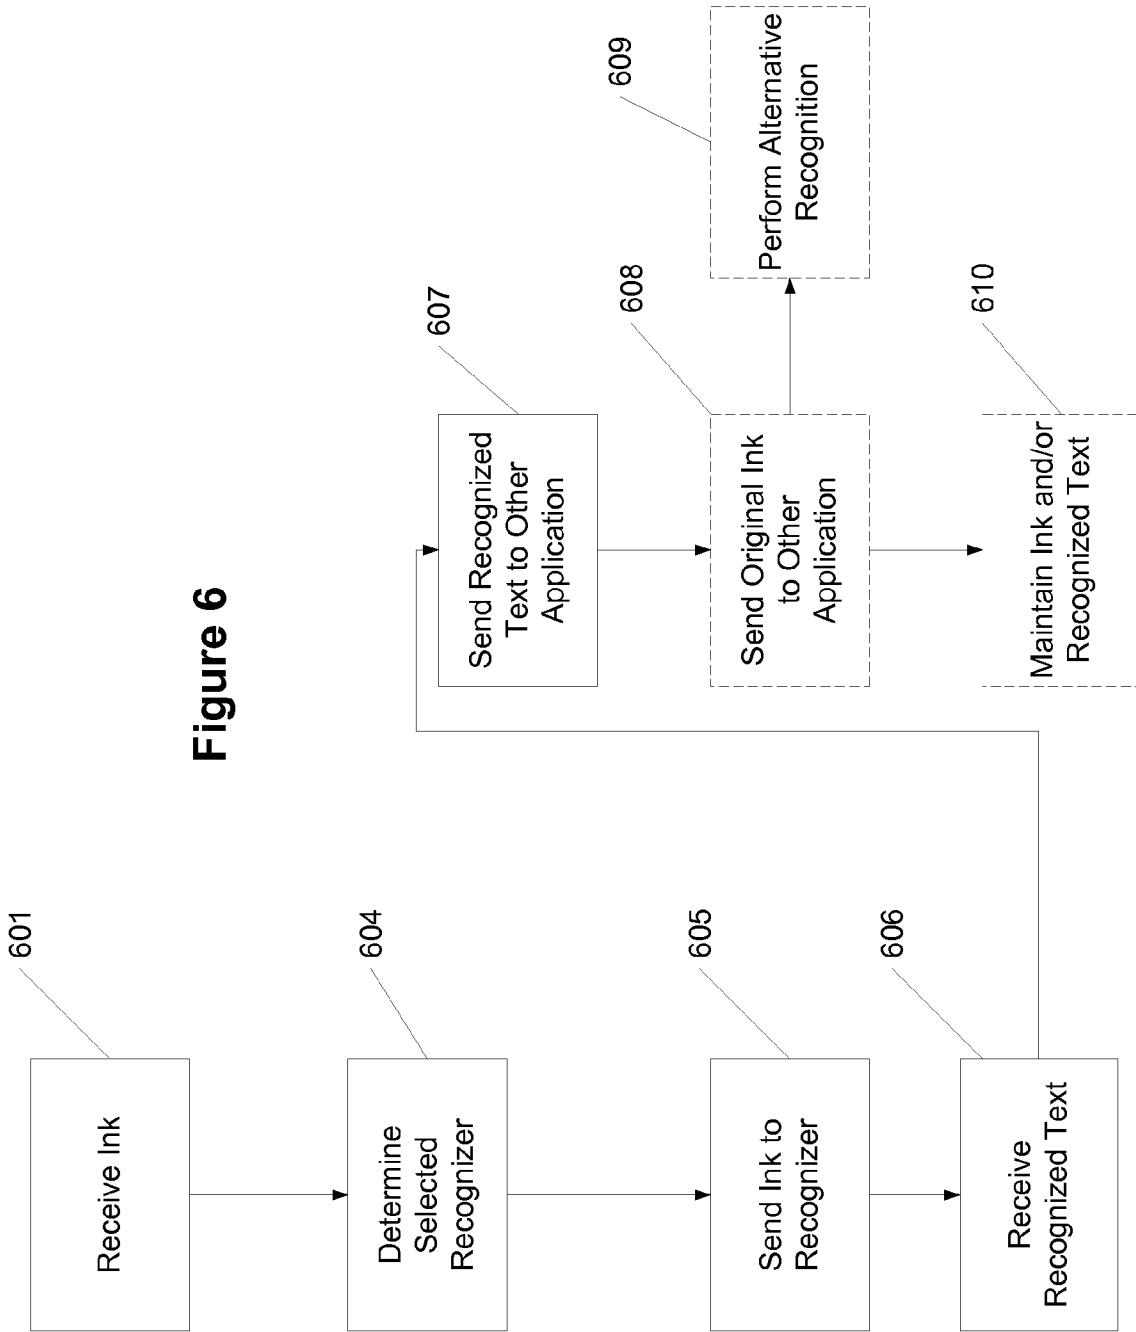 Figure 6
601
Receive Ink
604
Determine
Selected
Recognizer
605
Send Ink to
Recognizer
606
Receive
Recognized Text
607
Send Recognized
Text to Other
Application
608
Send Original Ink
to Other
Application
609
Perform Alternative
Recognition
610
Maintain Ink and/or
Recognized Text